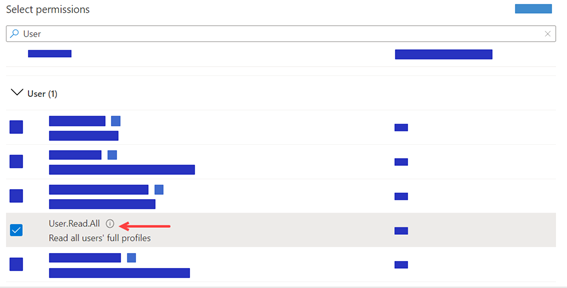 Select permissions
User
User (1)
User.Read.All
Read all users' full profiles